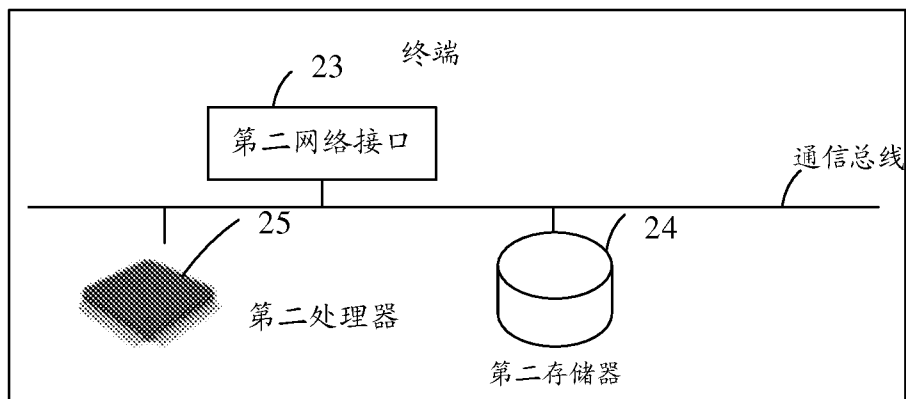 终端
23
第二网络接口
通信总线
25
24
第二处理器
第二存储器